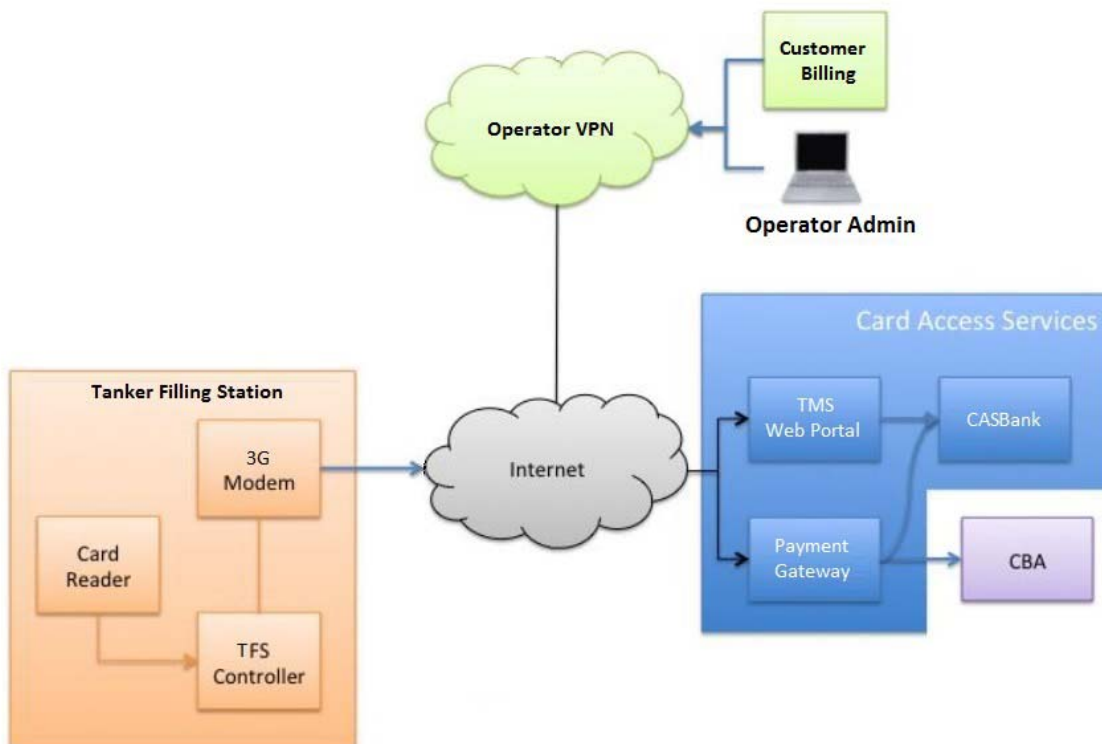 Customer
Billing
Operator VPN
Operator Admin
Card Access Services
Tanker Filling Station
TMS
Web Portal
CASBank
3G
Modem
Internet
Card
Reader
Payment
Gateway
CBA
TFS
Controller